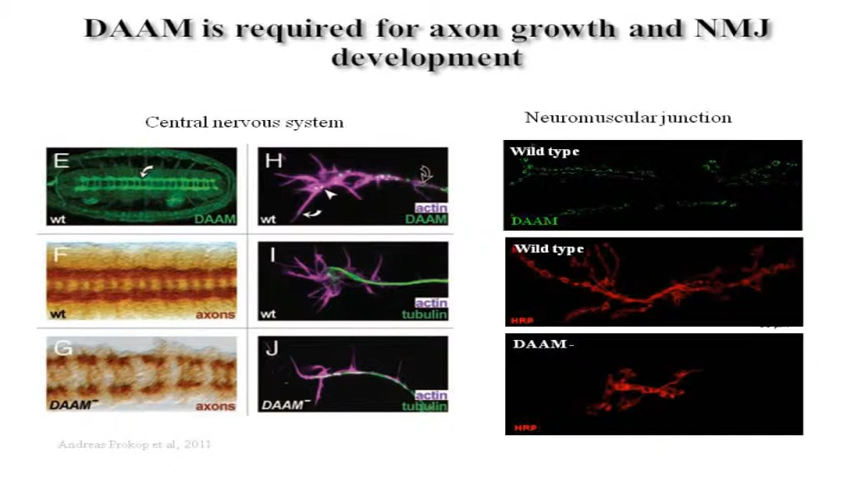 DAAM is required for axon growth and NMJ
development
Central nervous system
Neuromuscular junction
E
wt
DAAM
H
wt
actin
DAAM
F
wt
axons
I
wt
actin
tubulin
G
DAAM⁻
axons
J
DAAM⁻
actin
tubulin
Wild type
DAAM
Wild type
HRP
DAAM -
HRP
Andreas Prokop et al, 2011